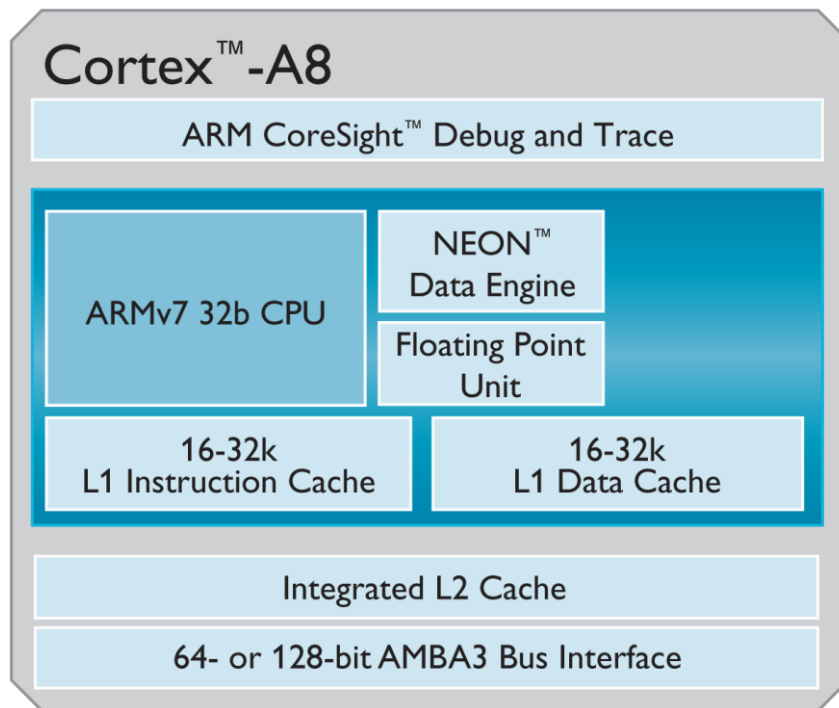 Cortex™-A8
ARM CoreSight™ Debug and Trace
ARMv7 32b CPU
NEON™
Data Engine
Floating Point
Unit
16-32k
L1 Instruction Cache
16-32k
L1 Data Cache
Integrated L2 Cache
64- or 128-bit AMBA3 Bus Interface